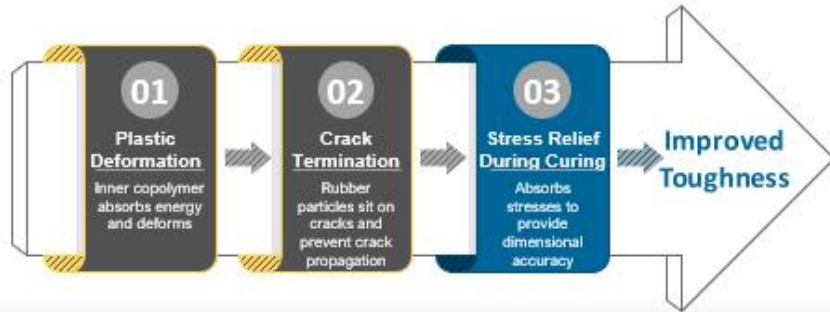 01
Plastic
Deformation
Inner copolymer
absorbs energy
and deforms
02
Crack
Termination
Rubber
particles sit on
cracks and
prevent crack
propagation
03
Stress Relief
During Curing
Absorbs
stresses to
provide
dimensional
accuracy
Improved
Toughness